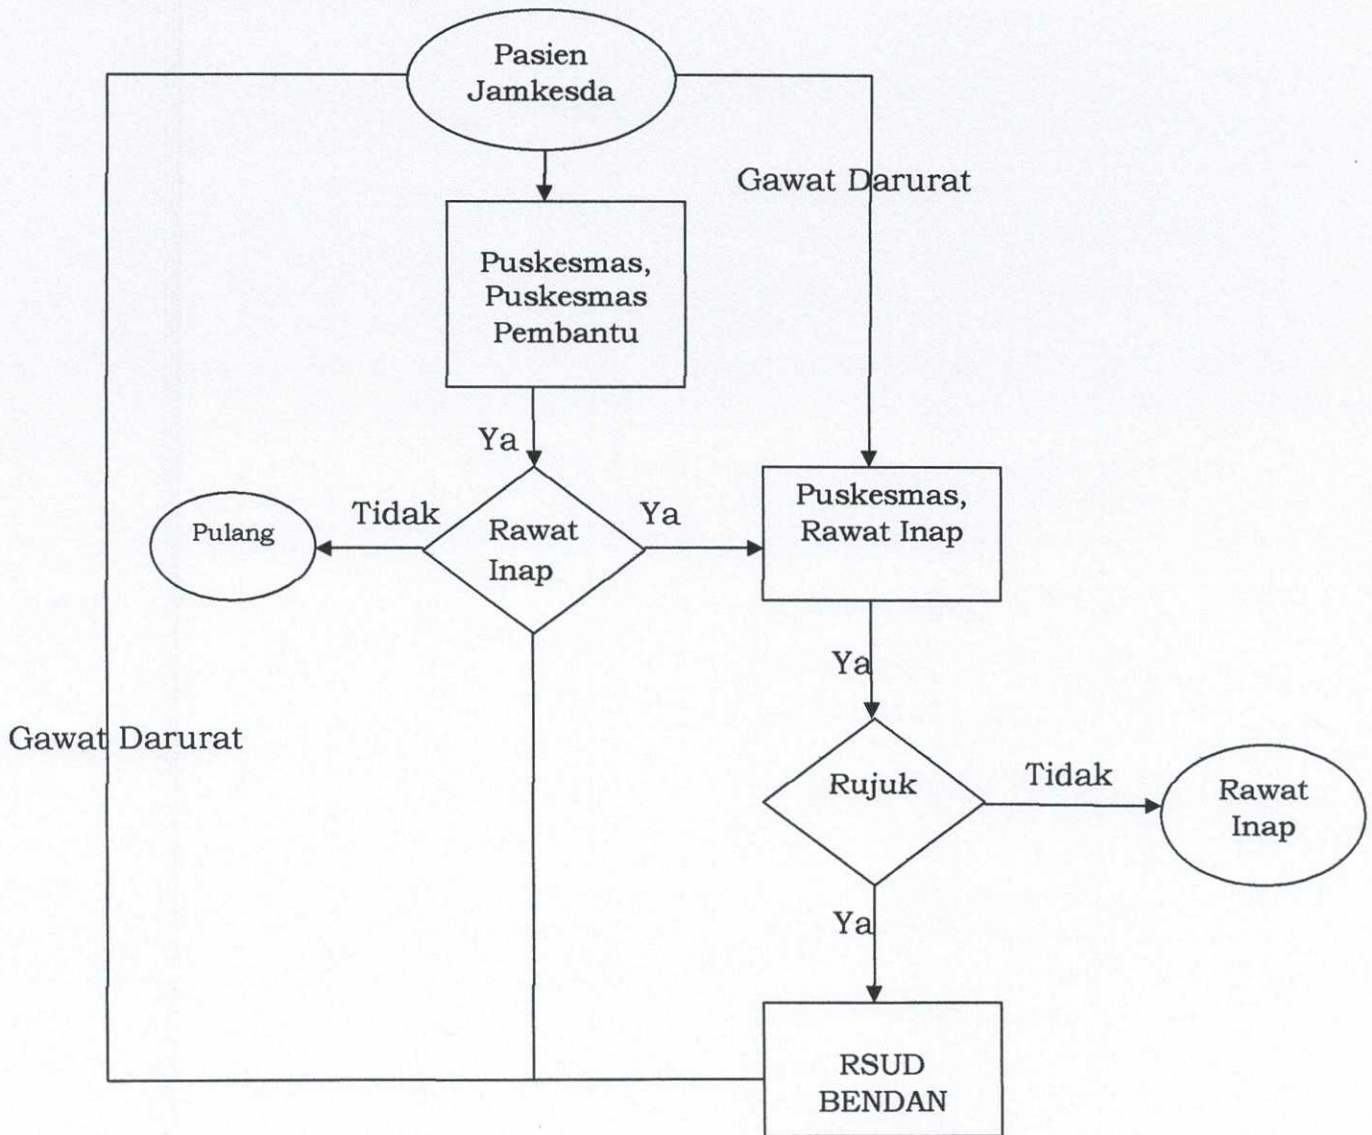 Pasien
Jamkesda
Gawat Darurat
Puskesmas,
Puskesmas
Pembantu
Ya
Pulang
Tidak
Rawat
Inap
Ya
Puskesmas,
Rawat Inap
Ya
Gawat Darurat
Rujuk
Tidak
Rawat
Inap
Ya
RSUD
BENDAN